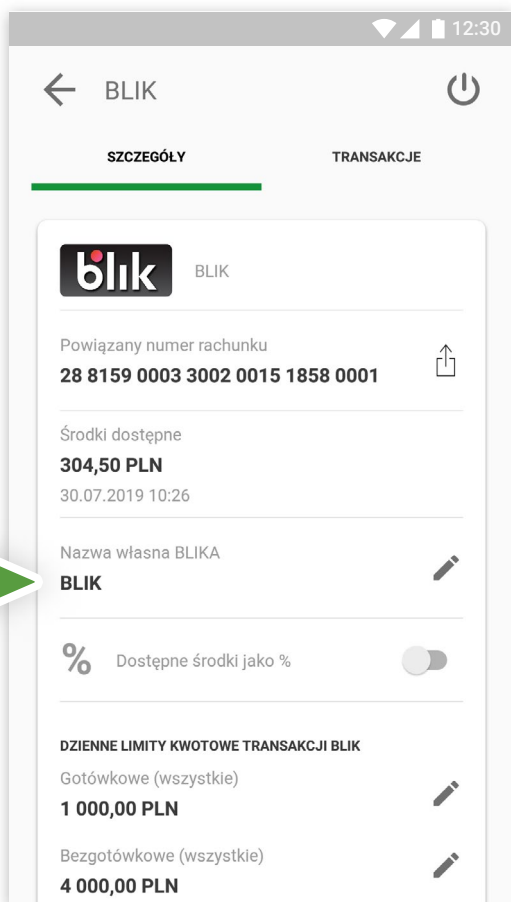 12:30
BLIK
SZCZEGÓŁY TRANSAKCJE
blik BLIK
Powiązany numer rachunku
28 8159 0003 3002 0015 1858 0001
Środki dostępne
304,50 PLN
30.07.2019 10:26
Nazwa własna BLIKA
BLIK
% Dostępne środki jako %
DZIENNE LIMITY KWOTOWE TRANSAKCJI BLIK
Gotówkowe (wszystkie)
1 000,00 PLN
Bezgotówkowe (wszystkie)
4 000,00 PLN